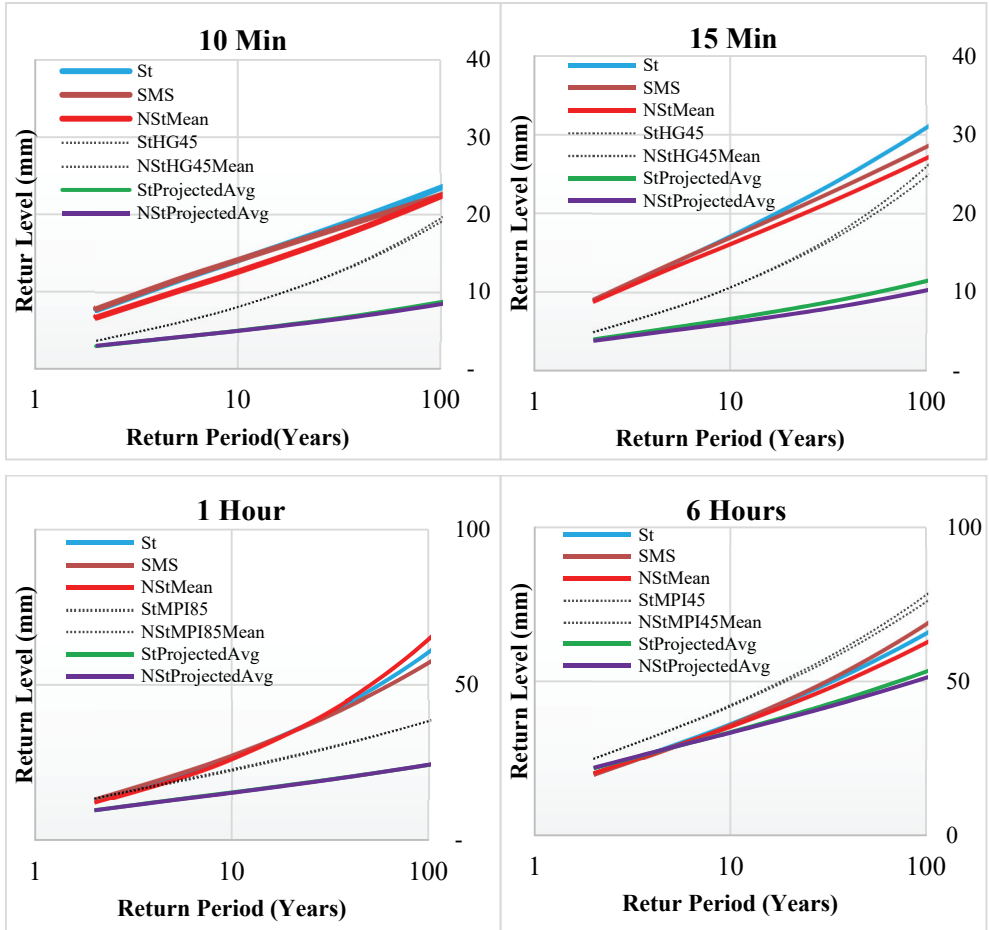 10 Min
St
SMS
NStMean
StHG45
NStHG45Mean
StProjectedAvg
NStProjectedAvg
Retur Level (mm)
40
30
20
10
-
1
10
100
Return Period(Years)
15 Min
St
SMS
NStMean
StHG45
NStHG45Mean
StProjectedAvg
NStProjectedAvg
Return Level (mm)
40
30
20
10
-
1
10
100
Return Period (Years)
1 Hour
St
SMS
NStMean
StMPI85
NStMPI85Mean
StProjectedAvg
NStProjectedAvg
Return Level (mm)
100
50
-
1
10
100
Return Period (Years)
6 Hours
St
SMS
NStMean
StMPI45
NStMPI45Mean
StProjectedAvg
NStProjectedAvg
Return Level (mm)
100
50
0
1
10
100
Retur Period (Years)